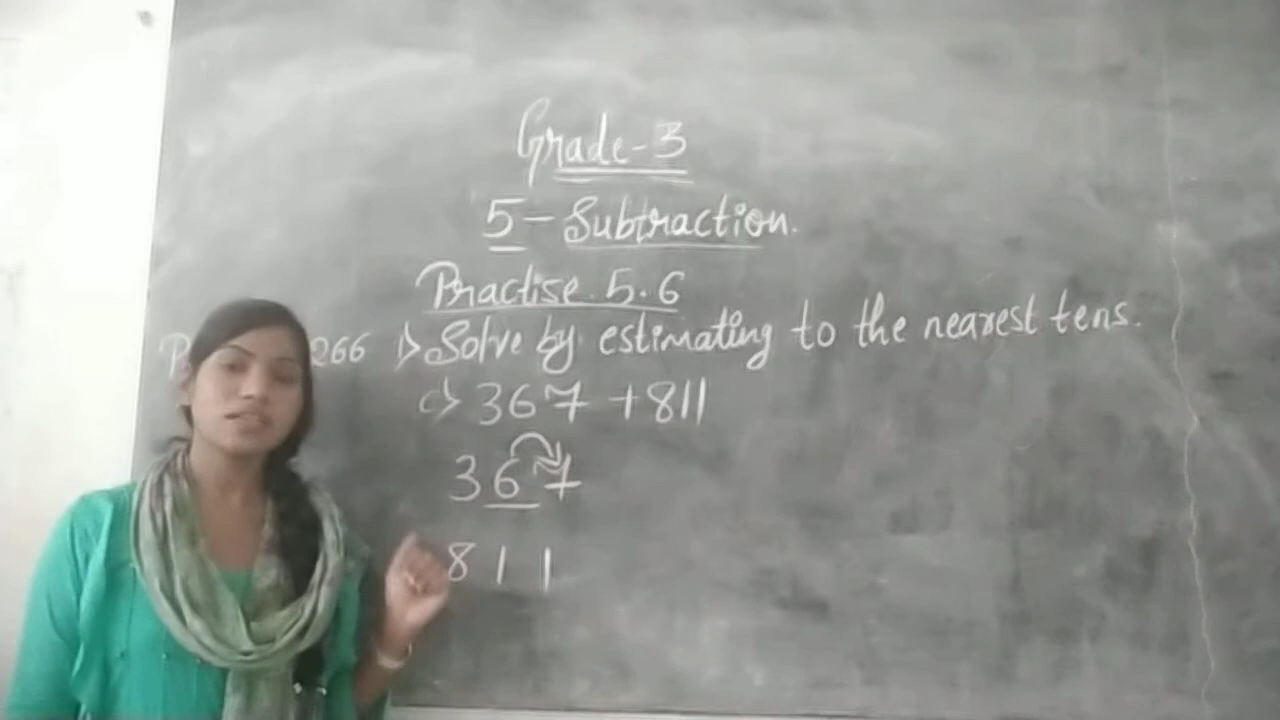 Grade-3
5-Subtraction.
Practise. 5.6
266 1> Solve by estimating to the nearest tens.
c> 367 +811
367
811